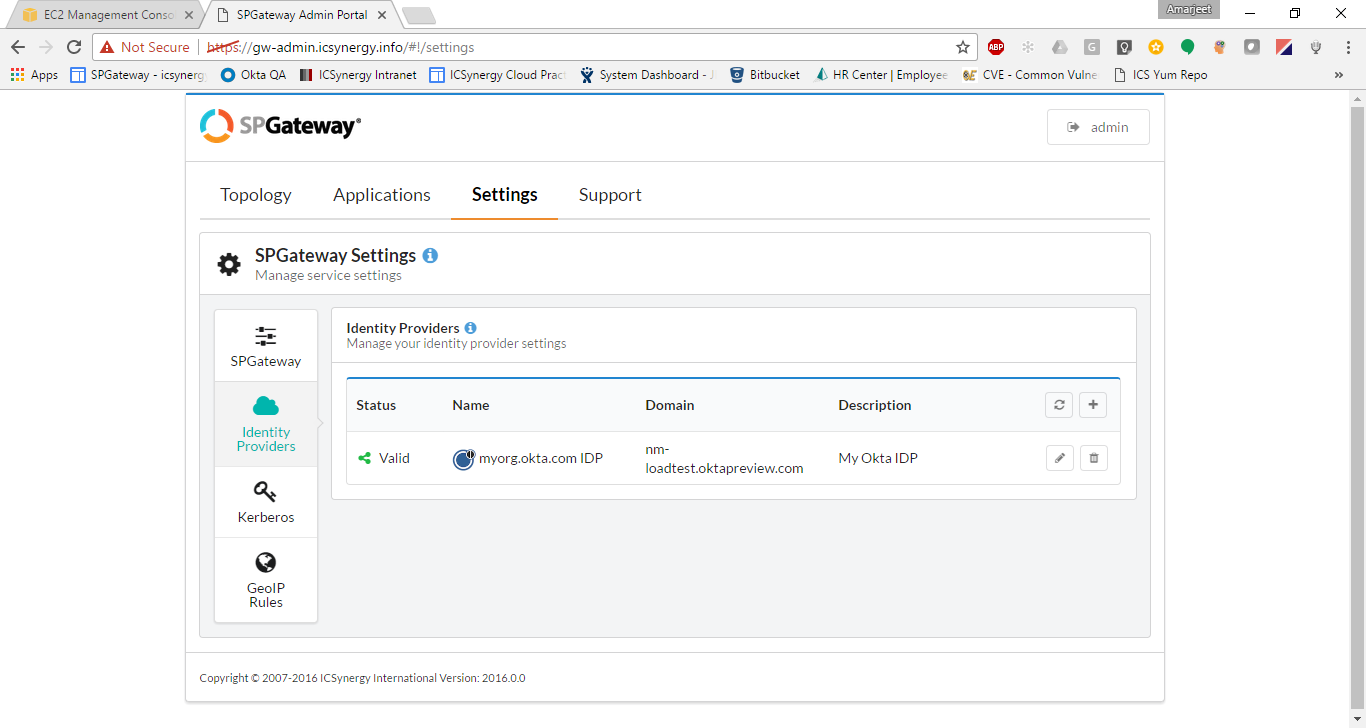 Amarjeet
EC2 Management Conso
SPGateway Admin Portal
Not Secure
https://gw-admin.icsynergy.info/#!/settings
ABP
G
Apps
SPGateway - icsynerg
Okta QA
ICSynergy Intranet
ICSynergy Cloud Prac
System Dashboard - J
Bitbucket
HR Center | Employee
CVE - Common Vulne
ICS Yum Repo
»
SPGateway®
admin
Topology
Applications
Settings
Support
SPGateway Settings
Manage service settings
SPGateway
Identity
Providers
Kerberos
GeoIP
Rules
Identity Providers
Manage your identity provider settings
Status
Name
Domain
Description
Valid
myorg.okta.com IDP
nm-
loadtest.oktapreview.com
My Okta IDP
Copyright © 2007-2016 ICSynergy International Version: 2016.0.0